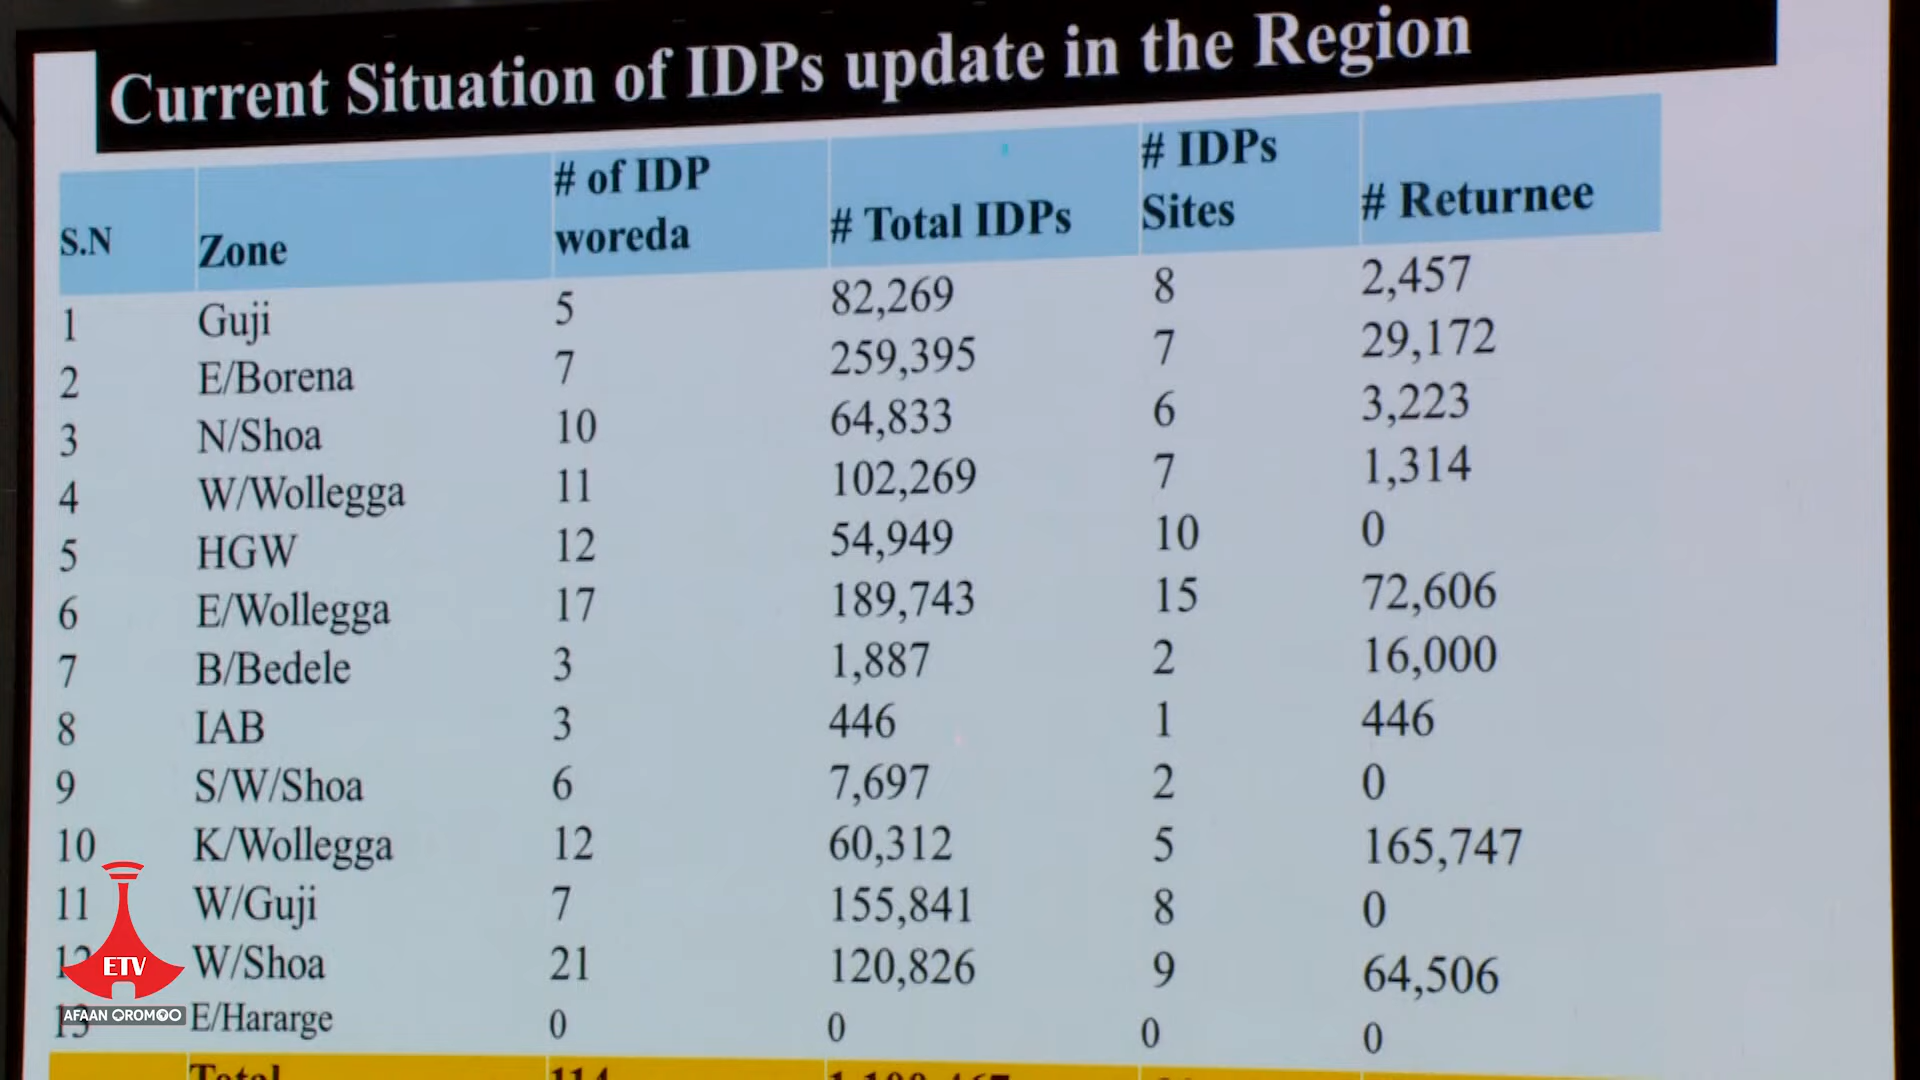 Current Situation of IDPs update in the Region
S.N Zone # of IDP woreda # Total IDPs # IDPs Sites # Returnee
1 Guji 5 82,269 8 2,457
2 E/Borena 7 259,395 7 29,172
3 N/Shoa 10 64,833 6 3,223
4 W/Wollegga 11 102,269 7 1,314
5 HGW 12 54,949 10 0
6 E/Wollegga 17 189,743 15 72,606
7 B/Bedele 3 1,887 2 16,000
8 IAB 3 446 1 446
9 S/W/Shoa 6 7,697 2 0
10 K/Wollegga 12 60,312 5 165,747
11 W/Guji 7 155,841 8 0
12 W/Shoa 21 120,826 9 64,506
13 E/Hararge 0 0 0 0
Total 114
ETV
AFAAN OROMOO